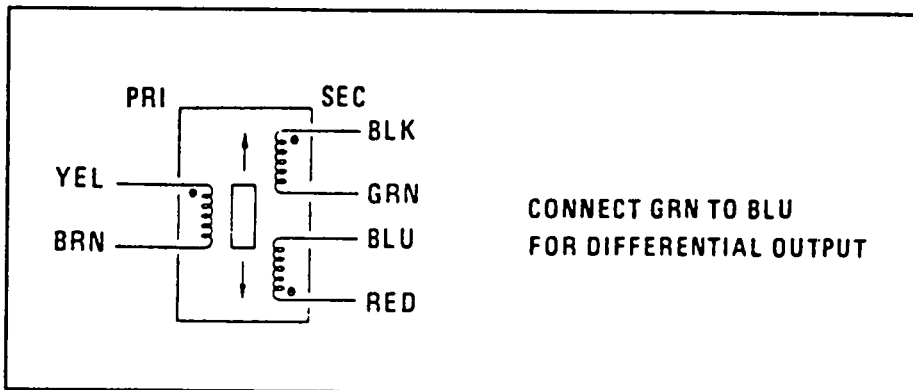 PRI SEC
BLK
YEL
GRN
BRN
BLU
RED
CONNECT GRN TO BLU
FOR DIFFERENTIAL OUTPUT